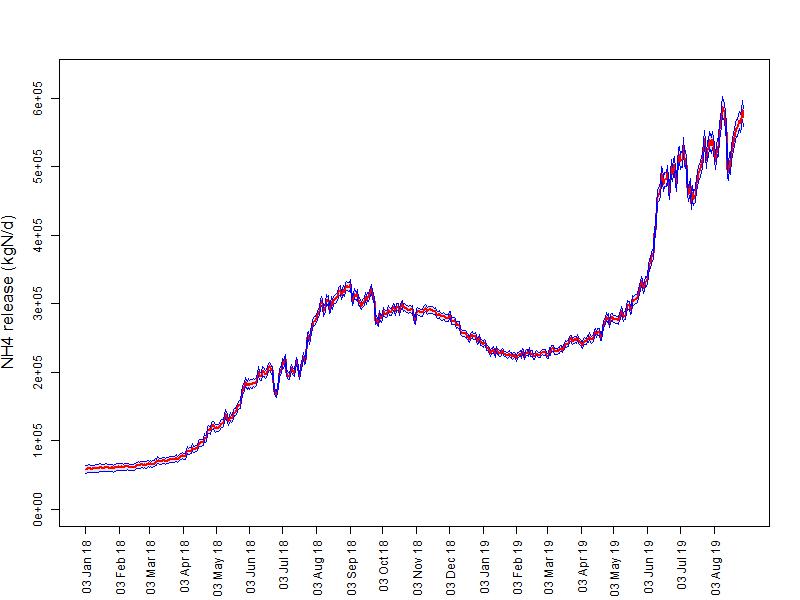 NH4 release (kgN/d)
6e+05
5e+05
4e+05
3e+05
2e+05
1e+05
0e+00
03 Jan 18
03 Feb 18
03 Mar 18
03 Apr 18
03 May 18
03 Jun 18
03 Jul 18
03 Aug 18
03 Sep 18
03 Oct 18
03 Nov 18
03 Dec 18
03 Jan 19
03 Feb 19
03 Mar 19
03 Apr 19
03 May 19
03 Jun 19
03 Jul 19
03 Aug 19